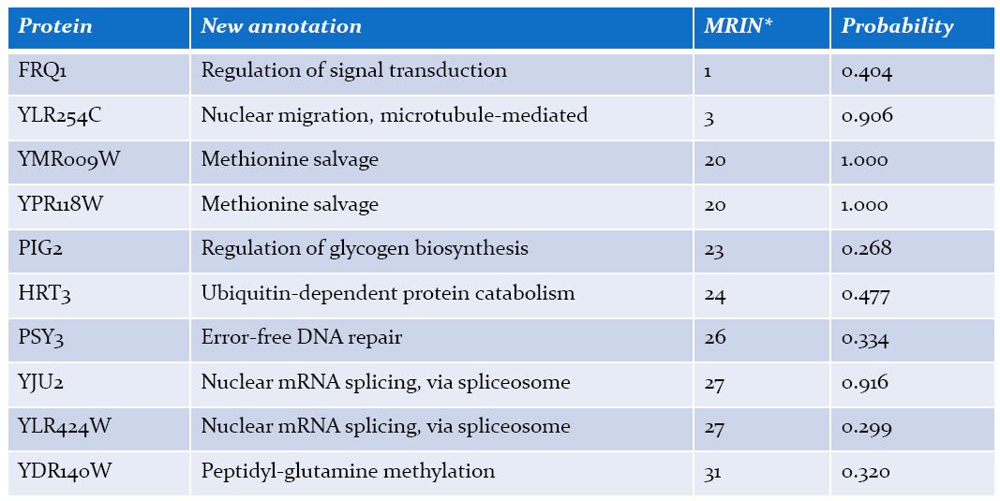 Protein New annotation MRIN* Probability
FRQ1 Regulation of signal transduction 1 0.404
YLR254C Nuclear migration, microtubule-mediated 3 0.906
YMR009W Methionine salvage 20 1.000
YPR118W Methionine salvage 20 1.000
PIG2 Regulation of glycogen biosynthesis 23 0.268
HRT3 Ubiquitin-dependent protein catabolism 24 0.477
PSY3 Error-free DNA repair 26 0.334
YJU2 Nuclear mRNA splicing, via spliceosome 27 0.916
YLR424W Nuclear mRNA splicing, via spliceosome 27 0.299
YDR140W Peptidyl-glutamine methylation 31 0.320